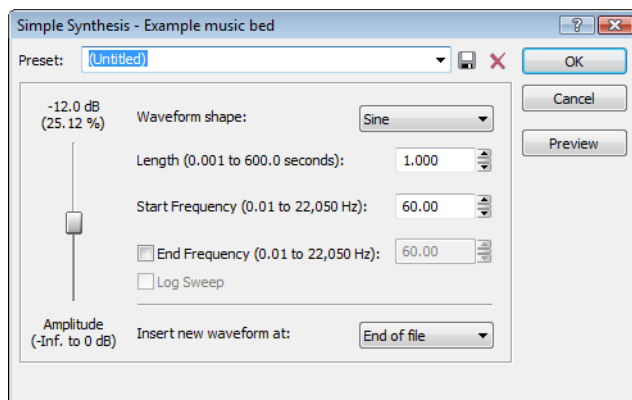 Simple Synthesis - Example music bed
Preset: (Untitled)
OK
Cancel
Preview
-12.0 dB
(25.12 %)
Waveform shape: Sine
Length (0.001 to 600.0 seconds): 1.000
Start Frequency (0.01 to 22,050 Hz): 60.00
End Frequency (0.01 to 22,050 Hz): 60.00
Log Sweep
Amplitude
(-Inf. to 0 dB)
Insert new waveform at: End of file